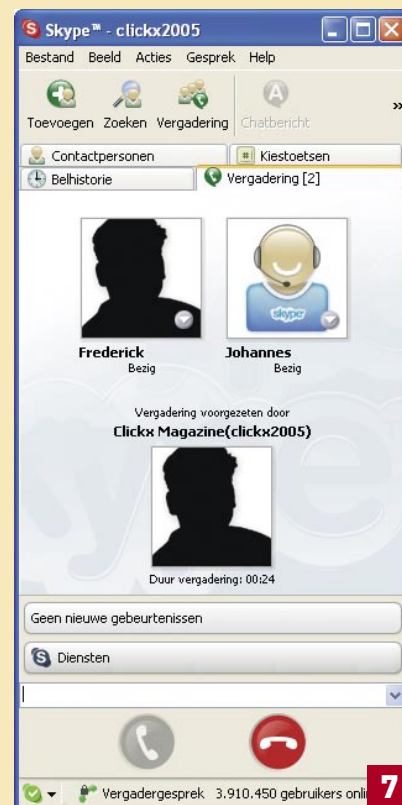 Skype™ - clickx2005
Bestand Beeld Acties Gesprek Help
Toevoegen Zoeken Vergadering Chatbericht »
Contactpersonen # Kiestoetsen
Belhistorie Vergadering [2]
skype
Frederick Johannes
Bezig Bezig
Vergadering voorgezeten door
Clickx Magazine(clickx2005)
Duur vergadering: 00:24
Geen nieuwe gebeurtenissen
Diensten
Vergadergesprek 3.910.450 gebruikers onli
7